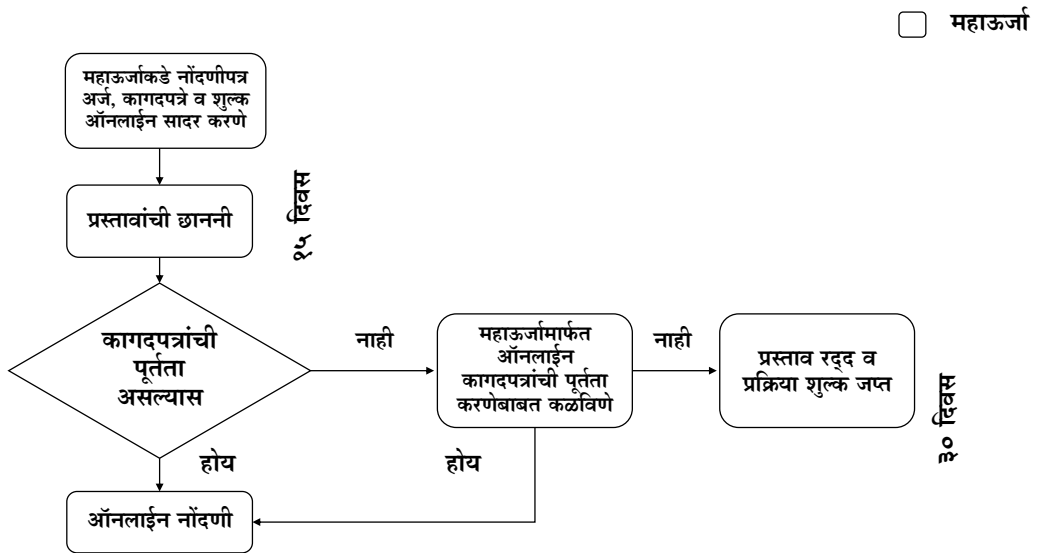 महाऊर्जा
महाऊर्जाकडे नोंदणीपत्र
अर्ज, कागदपत्रे व शुल्क
ऑनलाईन सादर करणे
प्रस्तावांची छाननी
१५ दिवस
कागदपत्रांची
पूर्तता
असल्यास
नाही
महाऊर्जामार्फत
ऑनलाईन
कागदपत्रांची पूर्तता
करणेबाबत कळविणे
नाही
प्रस्ताव रद्द व
प्रक्रिया शुल्क जप्त
३० दिवस
होय
होय
ऑनलाईन नोंदणी